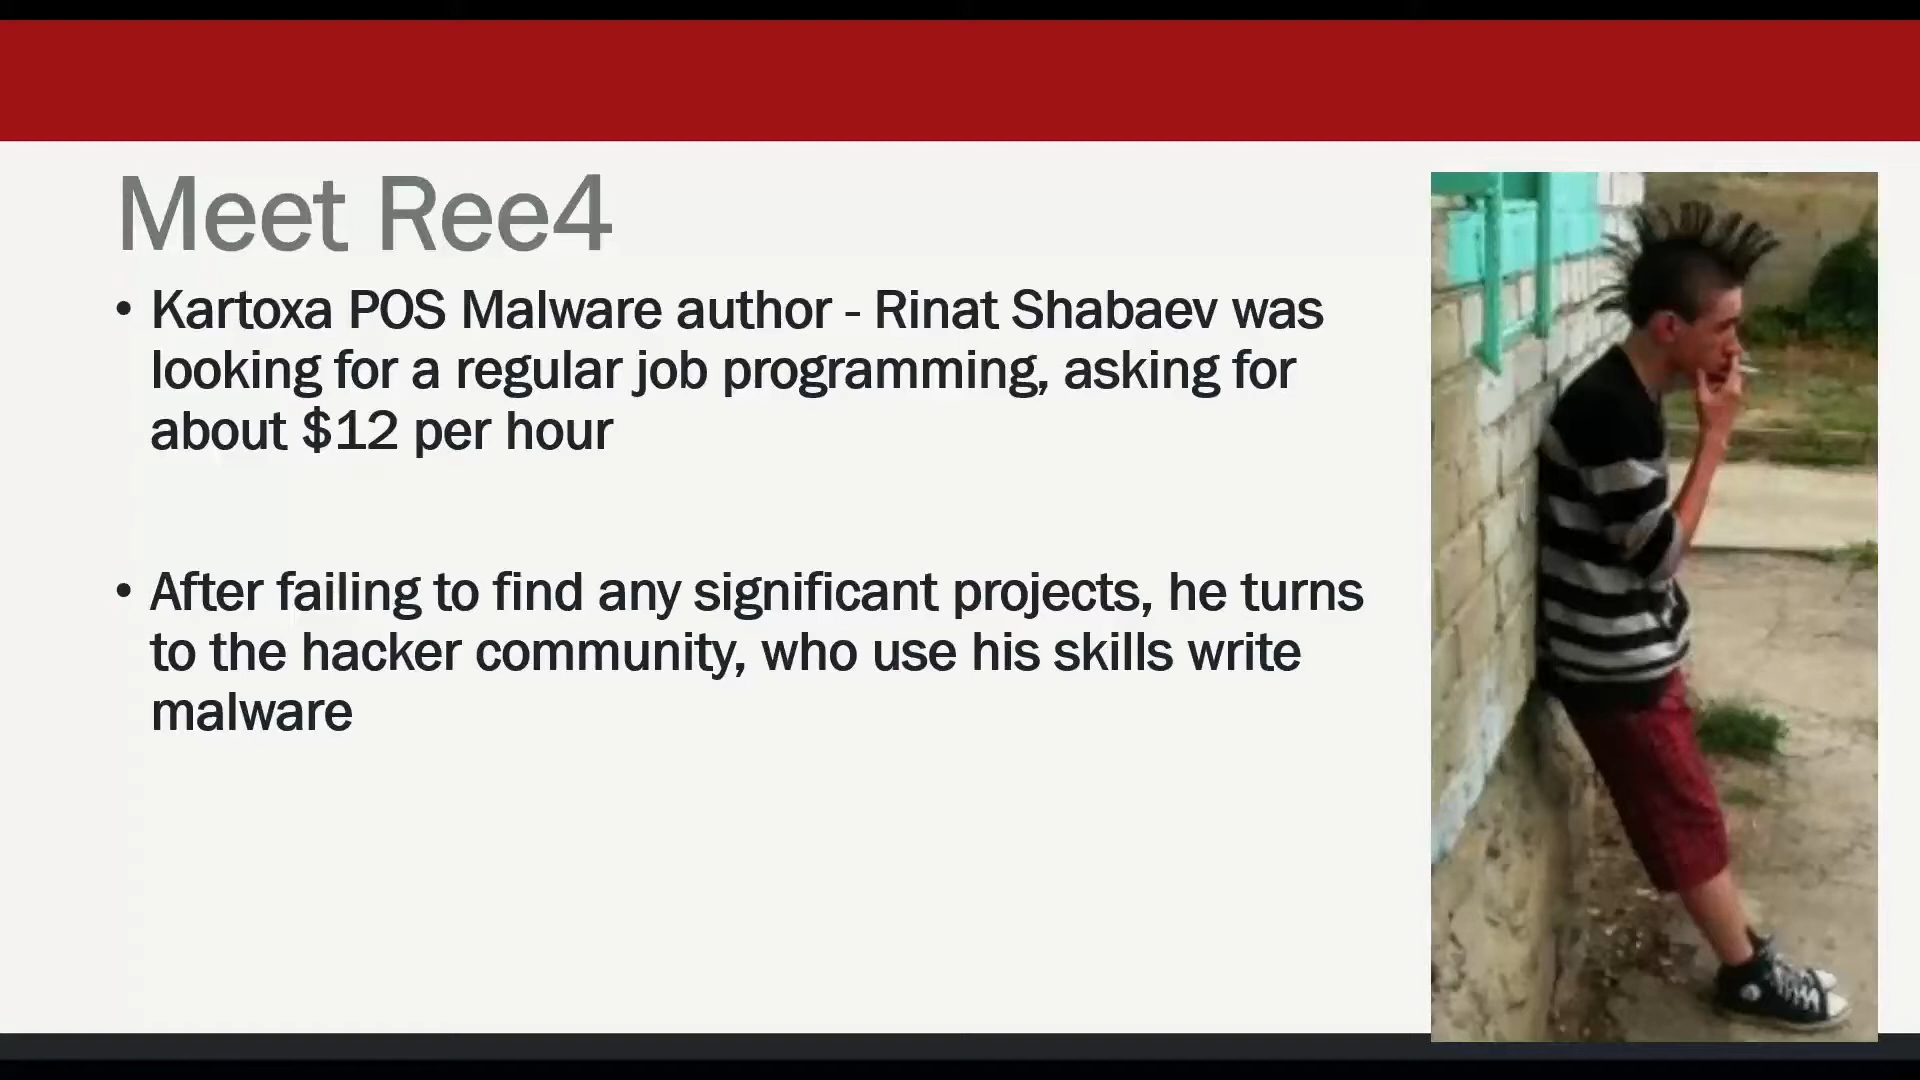 Meet Ree4
• Kartoxa POS Malware author - Rinat Shabaev was
looking for a regular job programming, asking for
about $12 per hour
• After failing to find any significant projects, he turns
to the hacker community, who use his skills write
malware